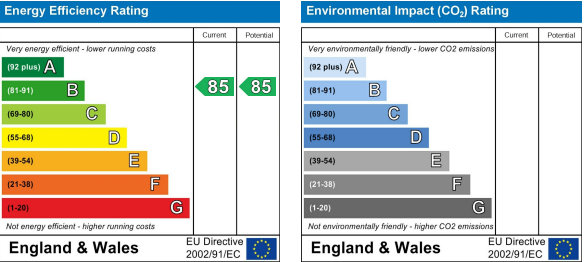 Energy Efficiency Rating
Current Potential
Very energy efficient - lower running costs
(92 plus) A
(81-91) B 85 85
(69-80) C
(55-68) D
(39-54) E
(21-38) F
(1-20) G
Not energy efficient - higher running costs
England & Wales
EU Directive
2002/91/EC
Environmental Impact (CO₂) Rating
Current Potential
Very environmentally friendly - lower CO2 emissions
(92 plus) A
(81-91) B
(69-80) C
(55-68) D
(39-54) E
(21-38) F
(1-20) G
Not environmentally friendly - higher CO2 emissions
England & Wales
EU Directive
2002/91/EC